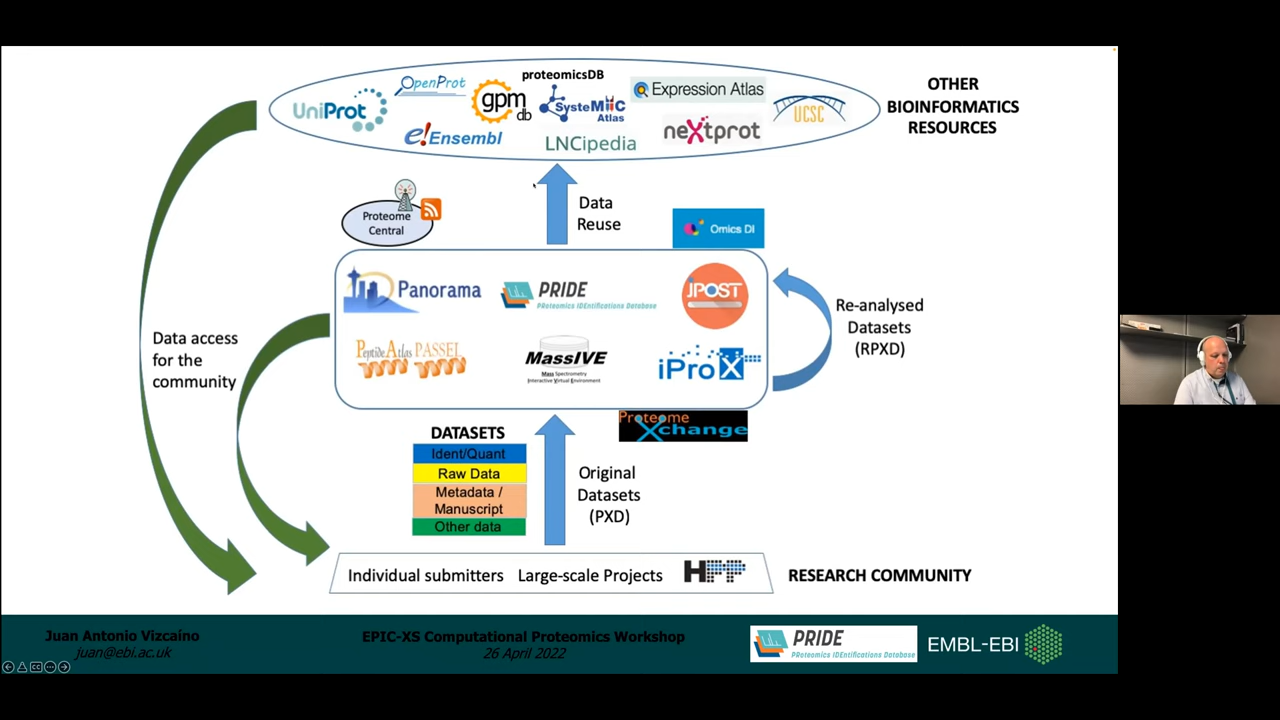 proteomicsDB
OpenProt
UniProt
gpm
db
SysteMHC
Atlas
Expression Atlas
UCSC
e!Ensembl
LNCipedia
neXtprot
OTHER
BIOINFORMATICS
RESOURCES
Proteome
Central
Data
Reuse
Omics DI
Panorama
PRIDE
PRoteomics IDEntifications Database
jPOST
PeptideAtlas PASSEL
MassIVE
Mass Spectrometry
Interactive Virtual Environment
iProX
Re-analysed
Datasets
(RPXD)
Data access
for the
community
Proteome
Xchange
DATASETS
Ident/Quant
Raw Data
Metadata /
Manuscript
Other data
Original
Datasets
(PXD)
Individual submitters
Large-scale Projects
HPP
RESEARCH COMMUNITY
Juan Antonio Vizcaíno
juan@ebi.ac.uk
EPIC-XS Computational Proteomics Workshop
26 April 2022
PRIDE
PRoteomics IDEntifications Database
EMBL-EBI